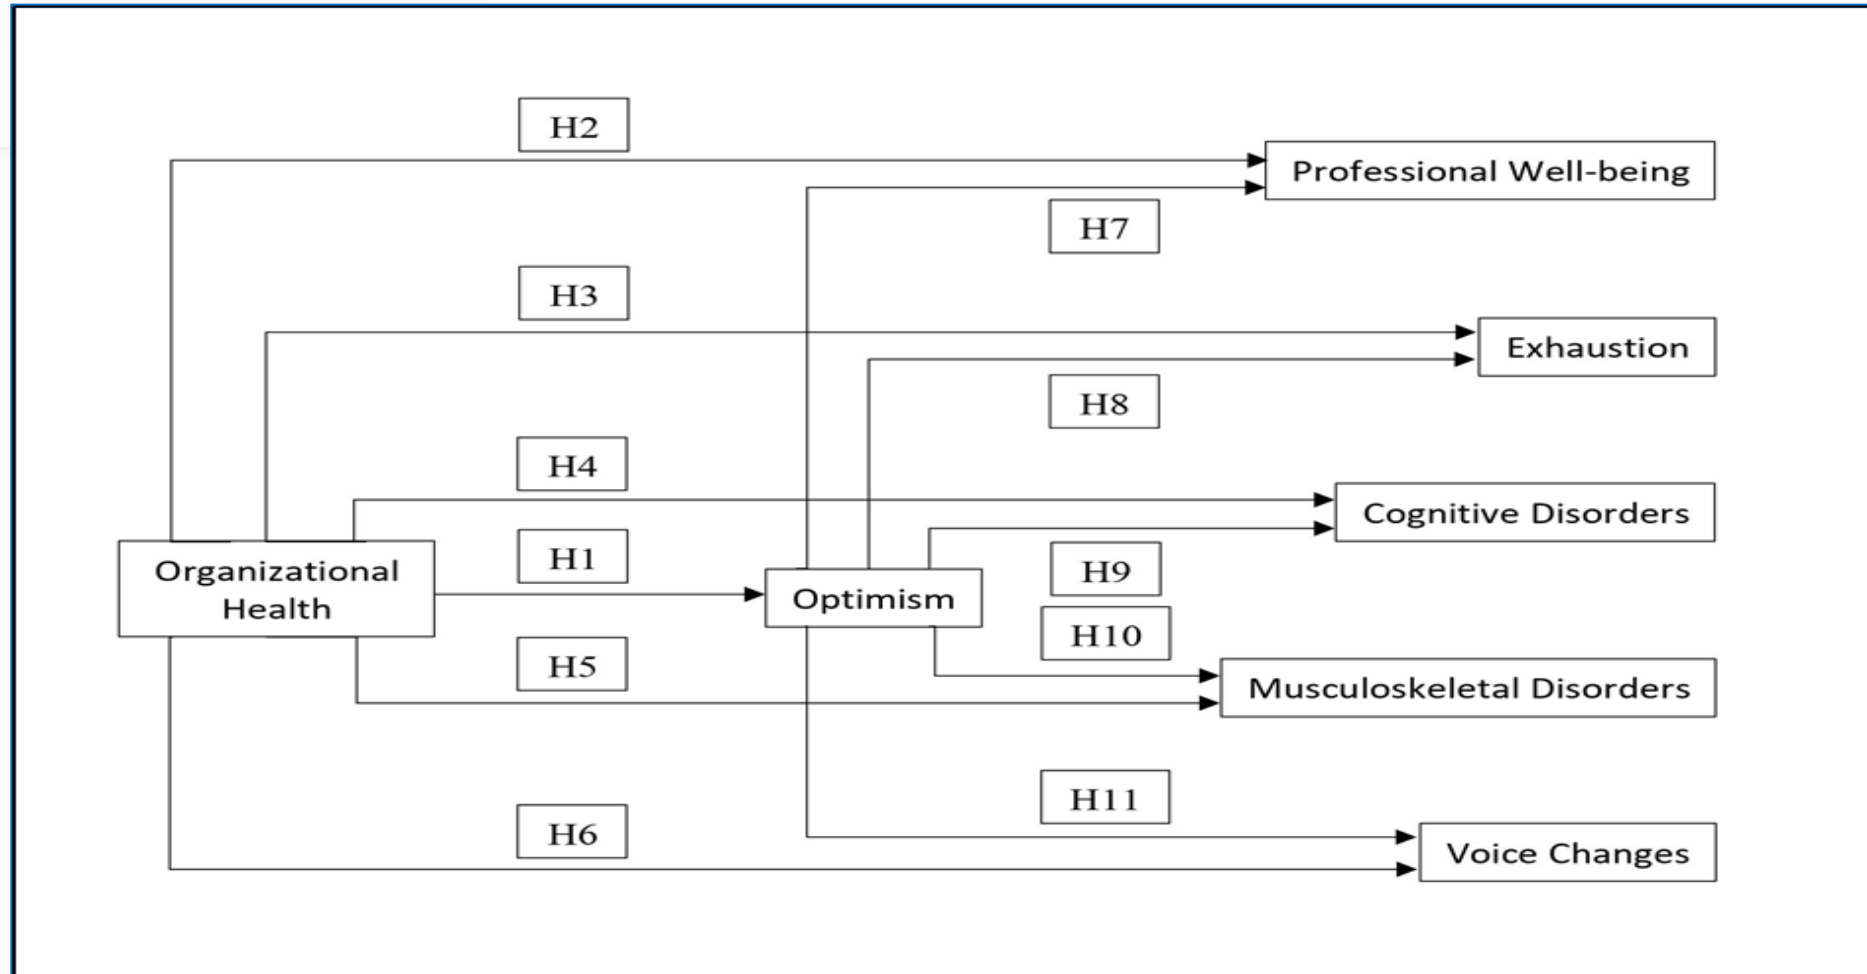 H2
Professional Well-being
H7
H3
Exhaustion
H8
H4
Cognitive Disorders
H1
H9
Organizational
Health
Optimism
H10
H5
Musculoskeletal Disorders
H11
H6
Voice Changes